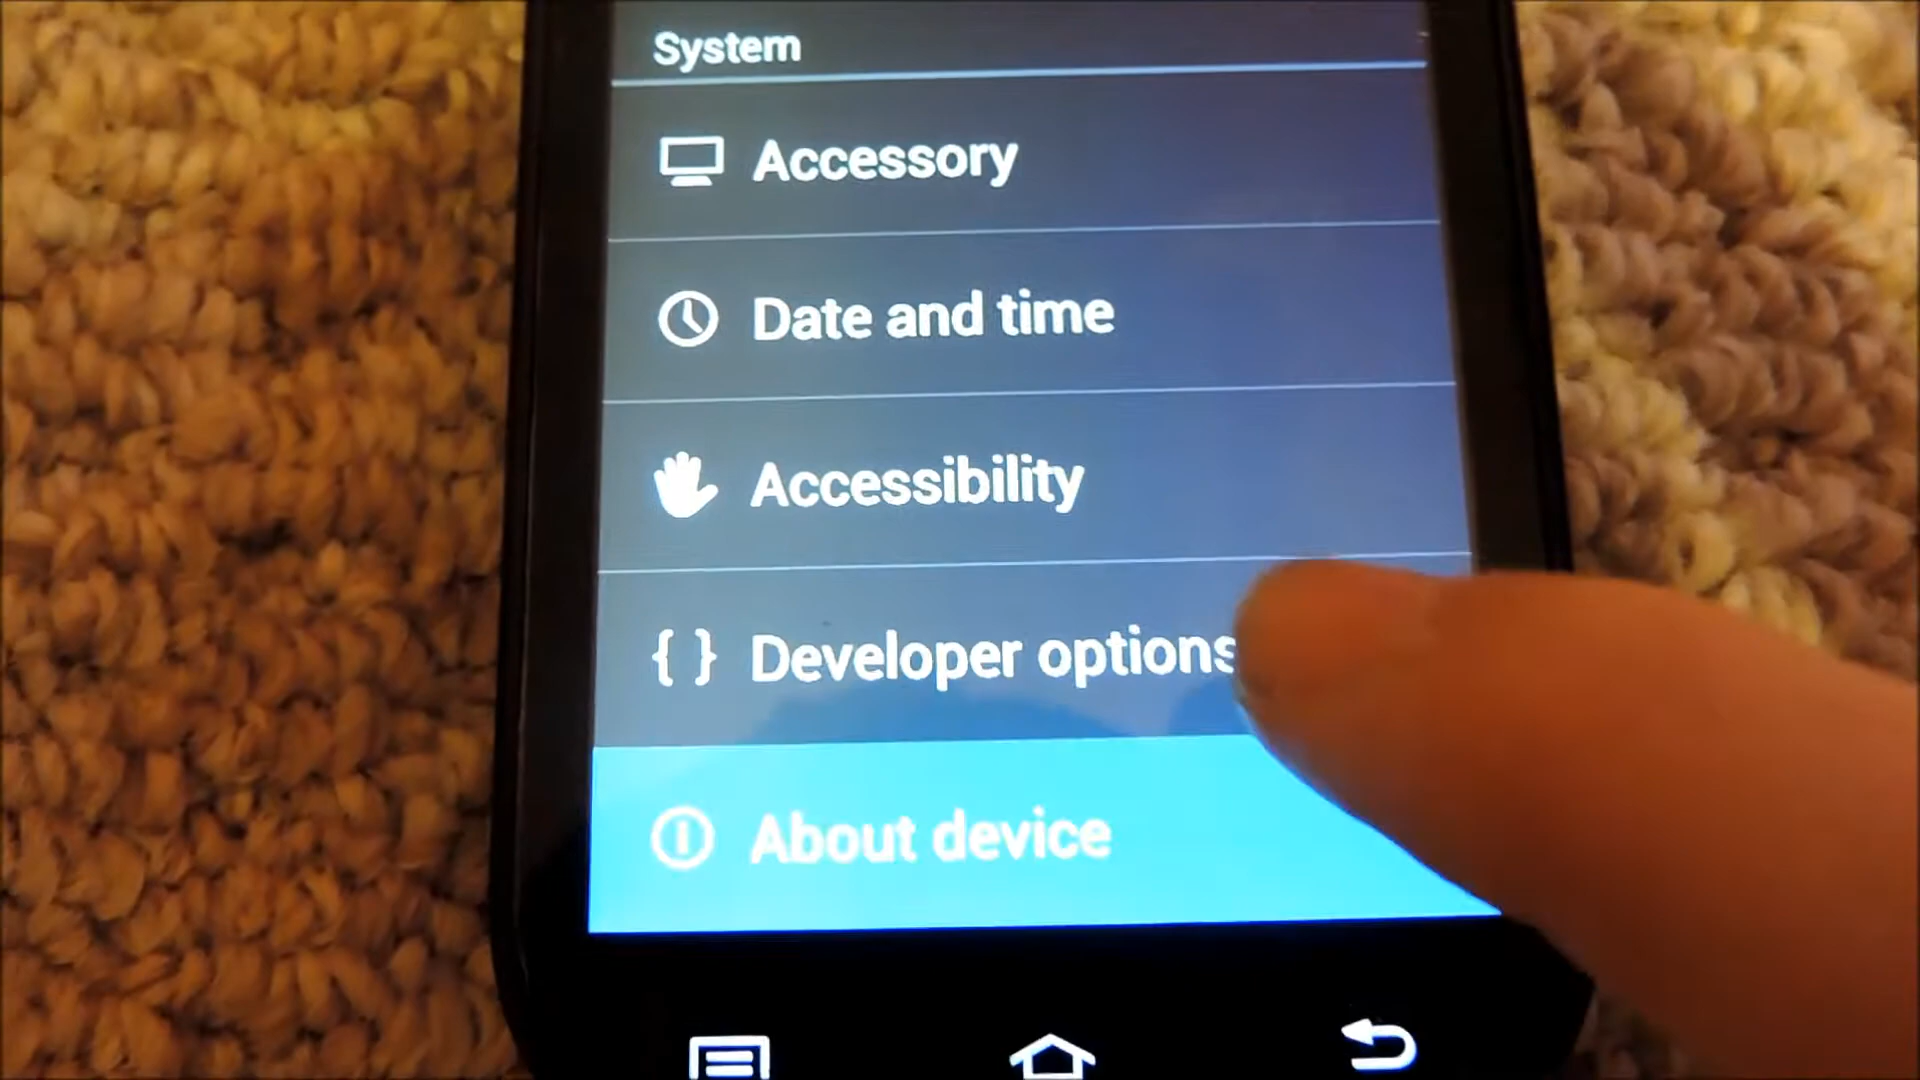 System
Accessory
Date and time
Accessibility
{ } Developer options
About device